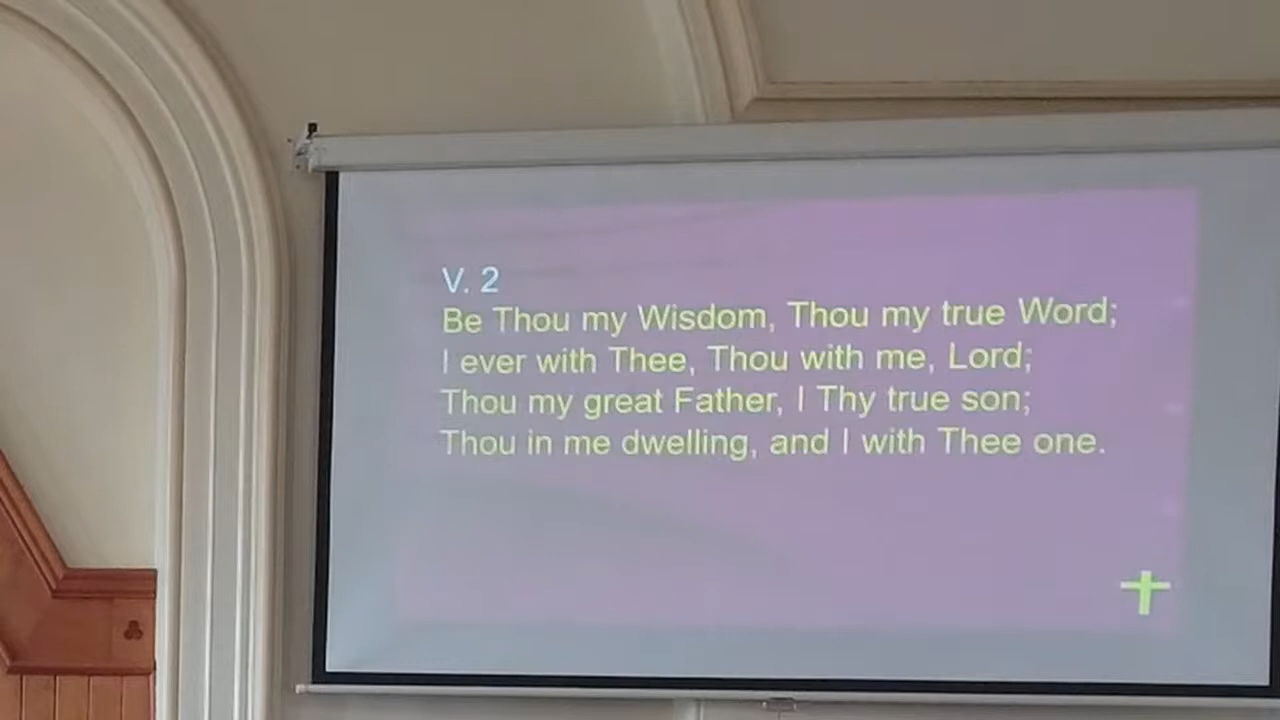 V. 2
Be Thou my Wisdom, Thou my true Word;
I ever with Thee, Thou with me, Lord;
Thou my great Father, I Thy true son;
Thou in me dwelling, and I with Thee one.